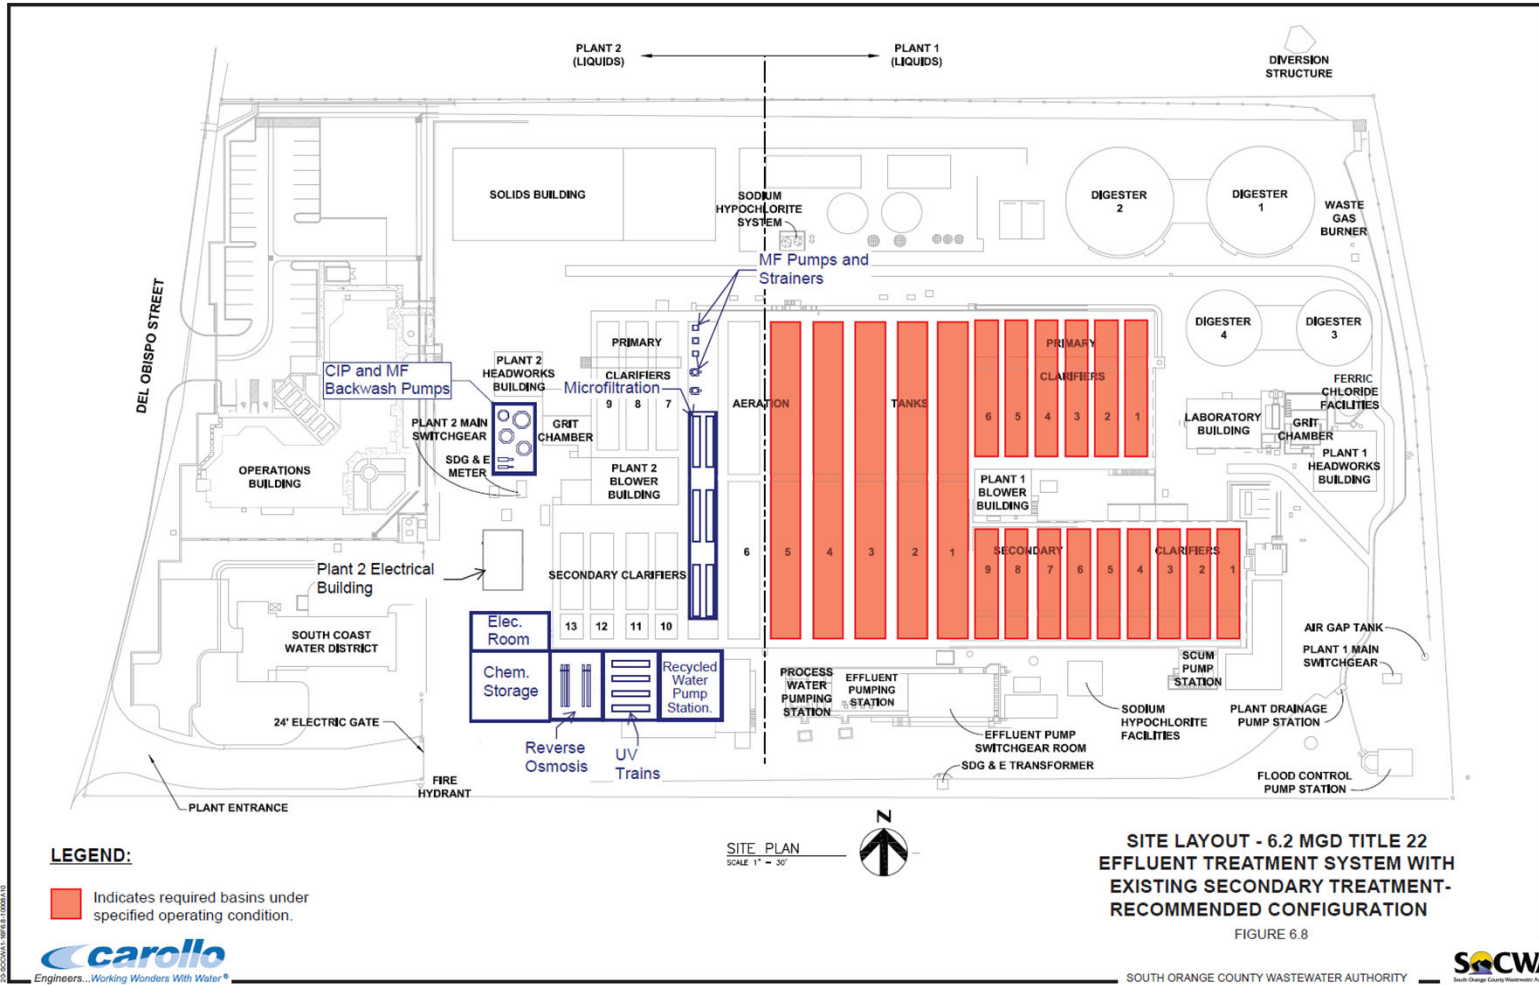 PLANT 2
(LIQUIDS)
PLANT 1
(LIQUIDS)
DIVERSION
STRUCTURE
SOLIDS BUILDING
SODIUM
HYPOCHLORITE
SYSTEM
DIGESTER
2
DIGESTER
1
WASTE
GAS
BURNER
MF Pumps and
Strainers
DEL OBISPO STREET
DIGESTER
4
DIGESTER
3
PRIMARY
CLARIFIERS
9 8 7
PLANT 2
HEADWORKS
BUILDING
CIP and MF
Backwash Pumps
Microfiltration
PLANT 2 MAIN
SWITCHGEAR
GRIT
CHAMBER
SDG & E
METER
AERATION
TANKS
PRIMARY
CLARIFIERS
6 5 4 3 2 1
FERRIC
CHLORIDE
FACILITIES
LABORATORY
BUILDING
GRIT
CHAMBER
PLANT 1
HEADWORKS
BUILDING
OPERATIONS
BUILDING
PLANT 2
BLOWER
BUILDING
PLANT 1
BLOWER
BUILDING
6 5 4 3 2 1
SECONDARY
CLARIFIERS
9 8 7 6 5 4 3 2 1
Plant 2 Electrical
Building
SECONDARY CLARIFIERS
13 12 11 10
Elec.
Room
SOUTH COAST
WATER DISTRICT
Chem.
Storage
Recycled
Water
Pump
Station.
PROCESS
WATER
PUMPING
STATION
EFFLUENT
PUMPING
STATION
SCUM
PUMP
STATION
AIR GAP TANK
PLANT 1 MAIN
SWITCHGEAR
24' ELECTRIC GATE
Reverse
Osmosis
UV
Trains
EFFLUENT PUMP
SWITCHGEAR ROOM
SODIUM
HYPOCHLORITE
FACILITIES
PLANT DRAINAGE
PUMP STATION
SDG & E TRANSFORMER
FLOOD CONTROL
PUMP STATION
FIRE
HYDRANT
PLANT ENTRANCE
N
SITE PLAN
SCALE 1" = 30'
LEGEND:
Indicates required basins under
specified operating condition.
SITE LAYOUT - 6.2 MGD TITLE 22
EFFLUENT TREATMENT SYSTEM WITH
EXISTING SECONDARY TREATMENT-
RECOMMENDED CONFIGURATION
FIGURE 6.8
carollo
Engineers...Working Wonders With Water ®
SOUTH ORANGE COUNTY WASTEWATER AUTHORITY
SOCWA
South Orange County Wastewater